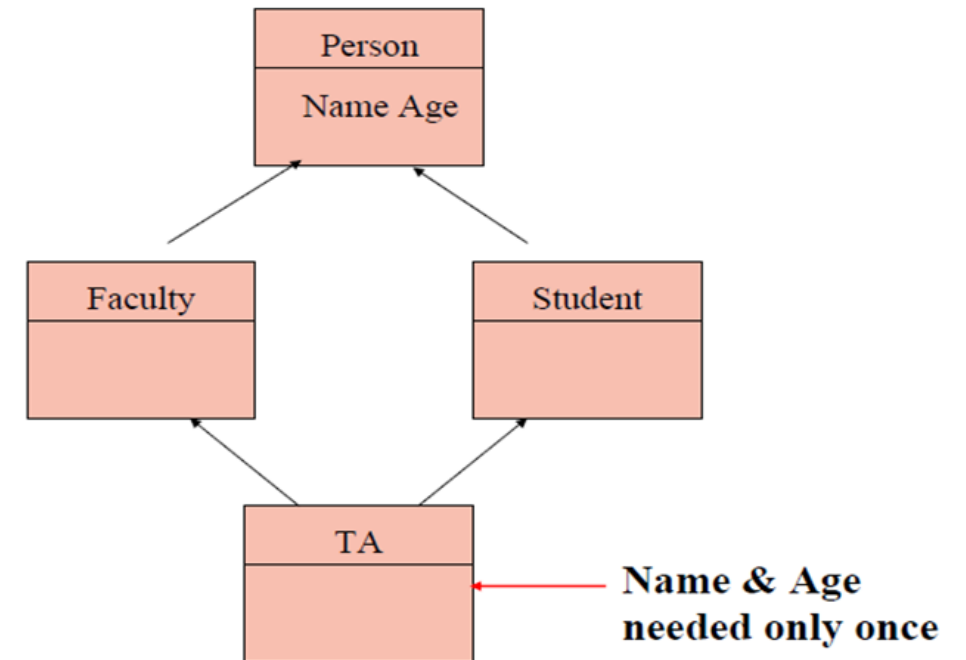 Person
Name Age
Faculty
Student
TA
Name & Age
needed only once